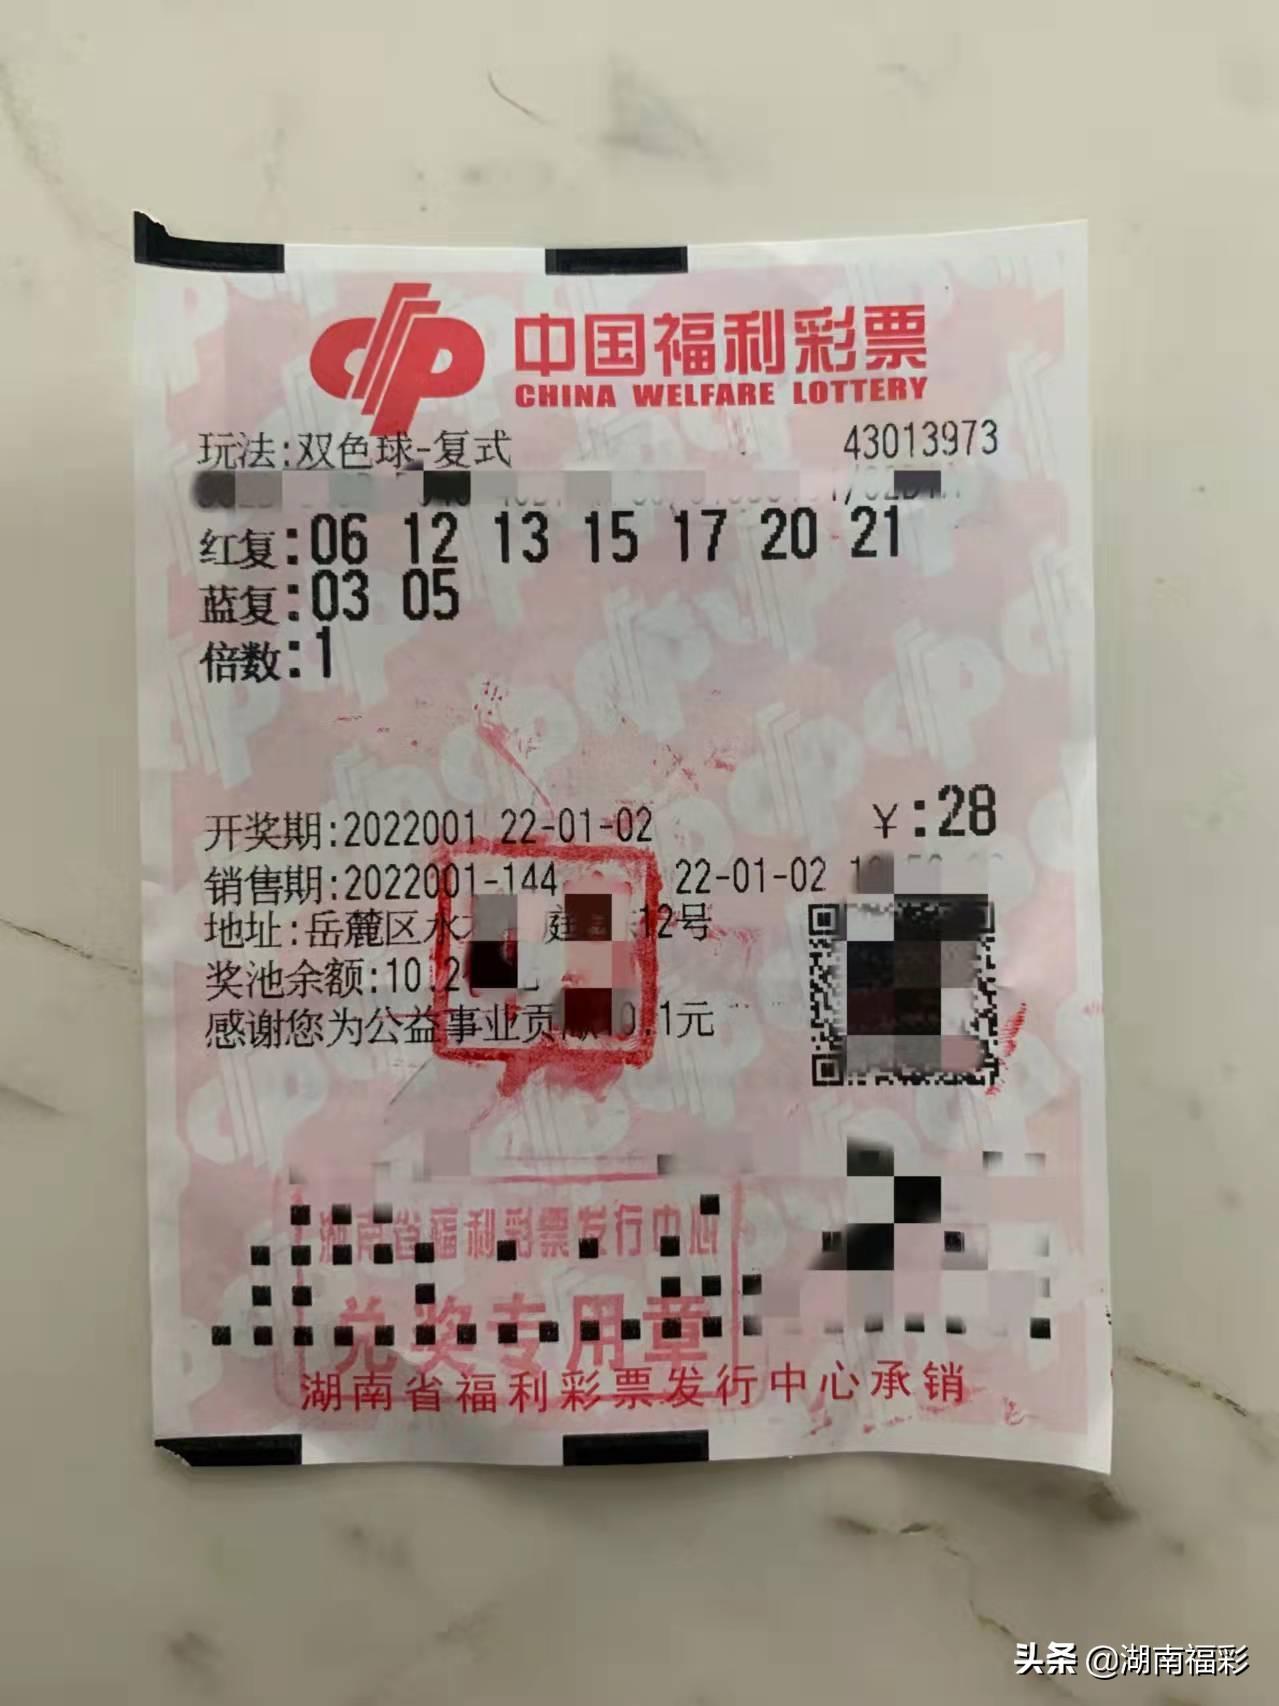 中国福利彩票
CHINA WELFARE LOTTERY
玩法:双色球-复式 43013973
红复:06 12 13 15 17 20 21
蓝复:03 05
倍数:1
开奖期:2022001 22-01-02 ¥:28
销售期:2022001-144 22-01-02
地址:岳麓区水 庭 12号
奖池余额:10.2
感谢您为公益事业贡献10.1元
湖南省福利彩票发行中心
兑奖专用章
湖南省福利彩票发行中心承销
头条 @湖南福彩